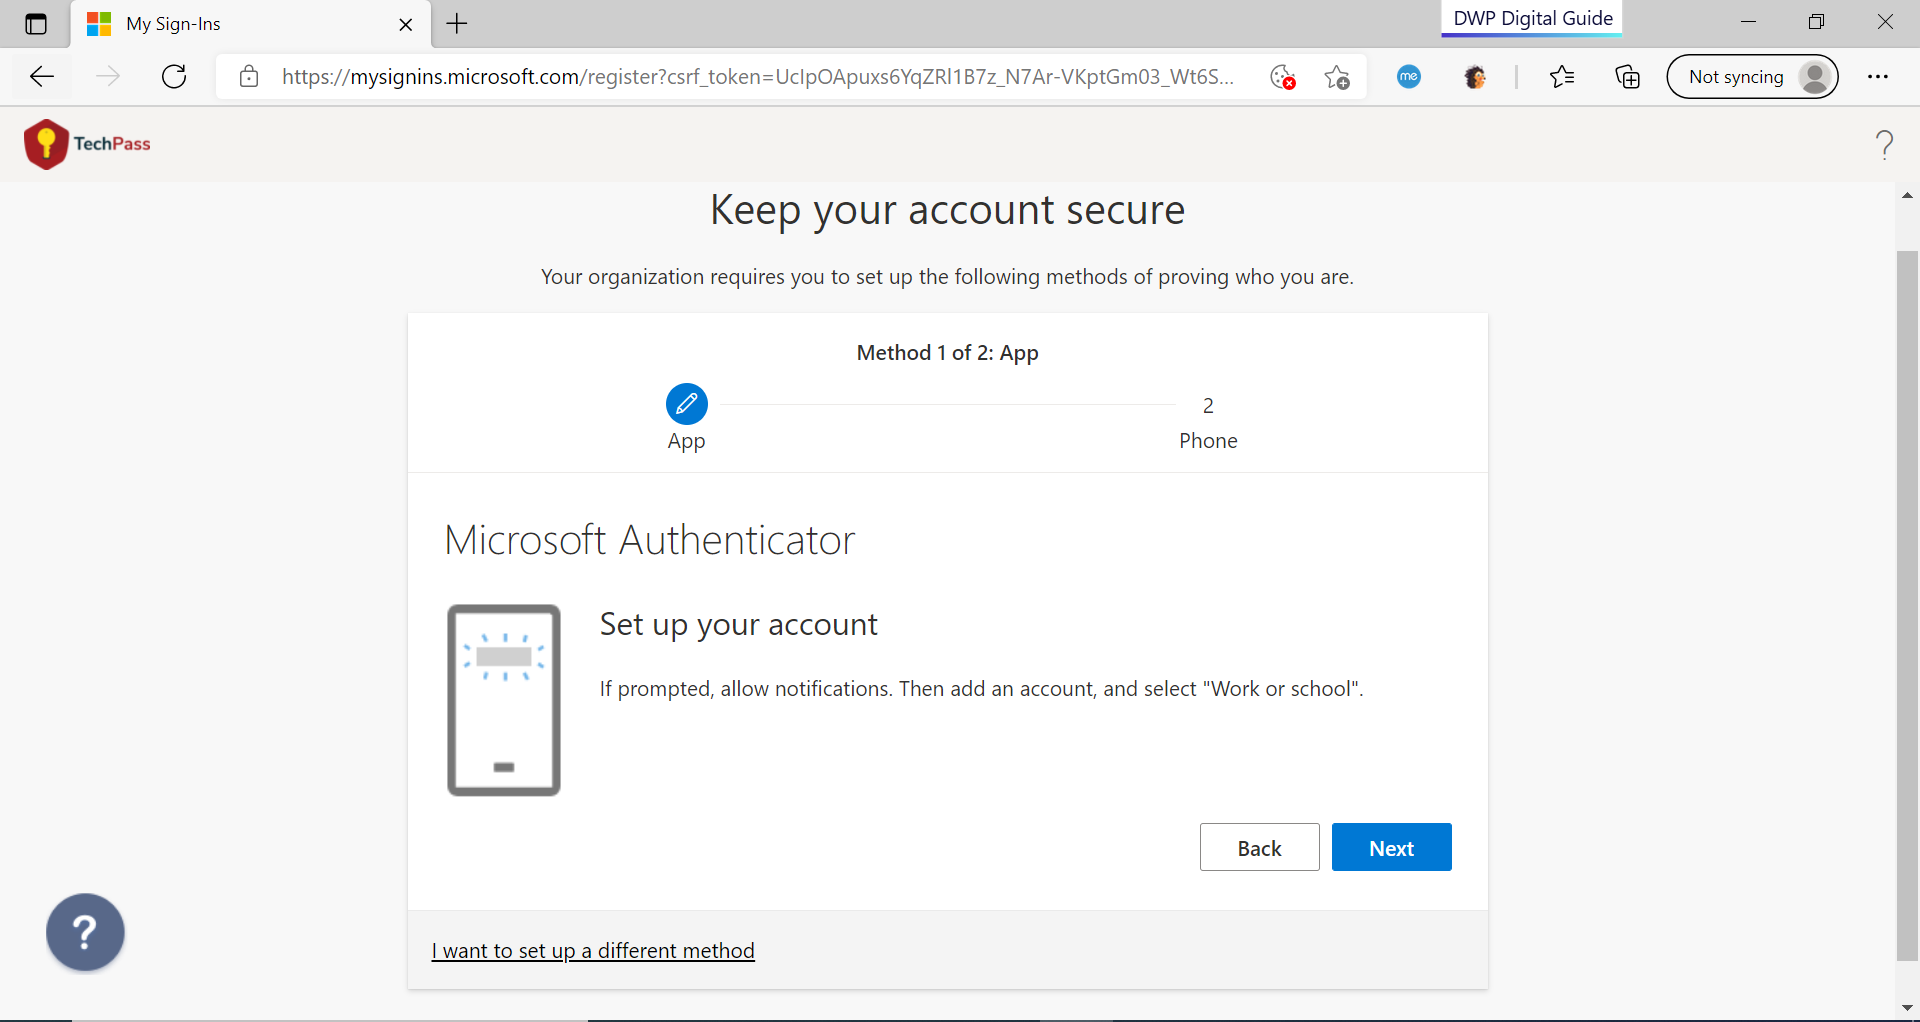 My Sign-Ins
DWP Digital Guide
https://mysignins.microsoft.com/register?csrf_token=UcIpOApuxs6YqZRl1B7z_N7Ar-VKptGm03_Wt6S...
me
Not syncing
TechPass
?
Keep your account secure
Your organization requires you to set up the following methods of proving who you are.
Method 1 of 2: App
2
App
Phone
Microsoft Authenticator
Set up your account
If prompted, allow notifications. Then add an account, and select "Work or school".
Back
Next
?
I want to set up a different method